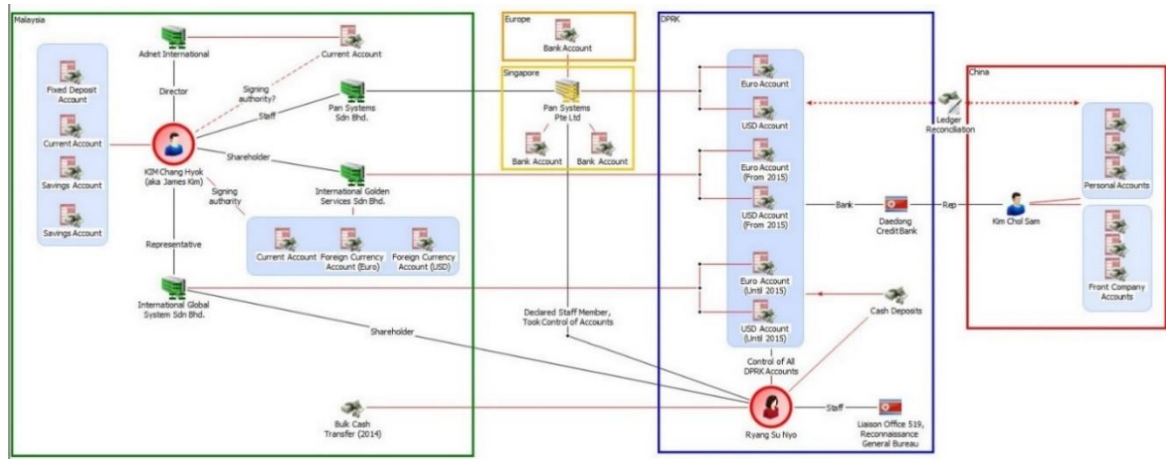 Malaysia
Adnet International
Current Account
Fixed Deposit
Account
Current Account
Savings Account
Savings Account
Director
Signing
authority?
Staff
Pan Systems
Sdn Bhd.
KIM Chang Hyok
(aka James Kim)
Shareholder
International Golden
Services Sdn Bhd.
Signing
authority
Current Account
Foreign Currency
Account (Euro)
Foreign Currency
Account (USD)
Representative
International Global
System Sdn Bhd.
Shareholder
Bulk Cash
Transfer (2014)
Europe
Bank Account
Singapore
Pan Systems
Pte Ltd
Bank Account
Bank Account
Declared Staff Member,
Took Control of Accounts
DPRK
Euro Account
USD Account
Euro Account
(From 2015)
USD Account
(From 2015)
Euro Account
(Until 2015)
USD Account
(Until 2015)
Control of All
DPRK Accounts
Ryang Su Nyo
Bank
Daedong
Credit Bank
Rep
Cash Deposits
Staff
Liaison Office 519,
Reconnaissance
General Bureau
Ledger
Reconciliation
China
Personal Accounts
Kim Chol Sam
Front Company
Accounts